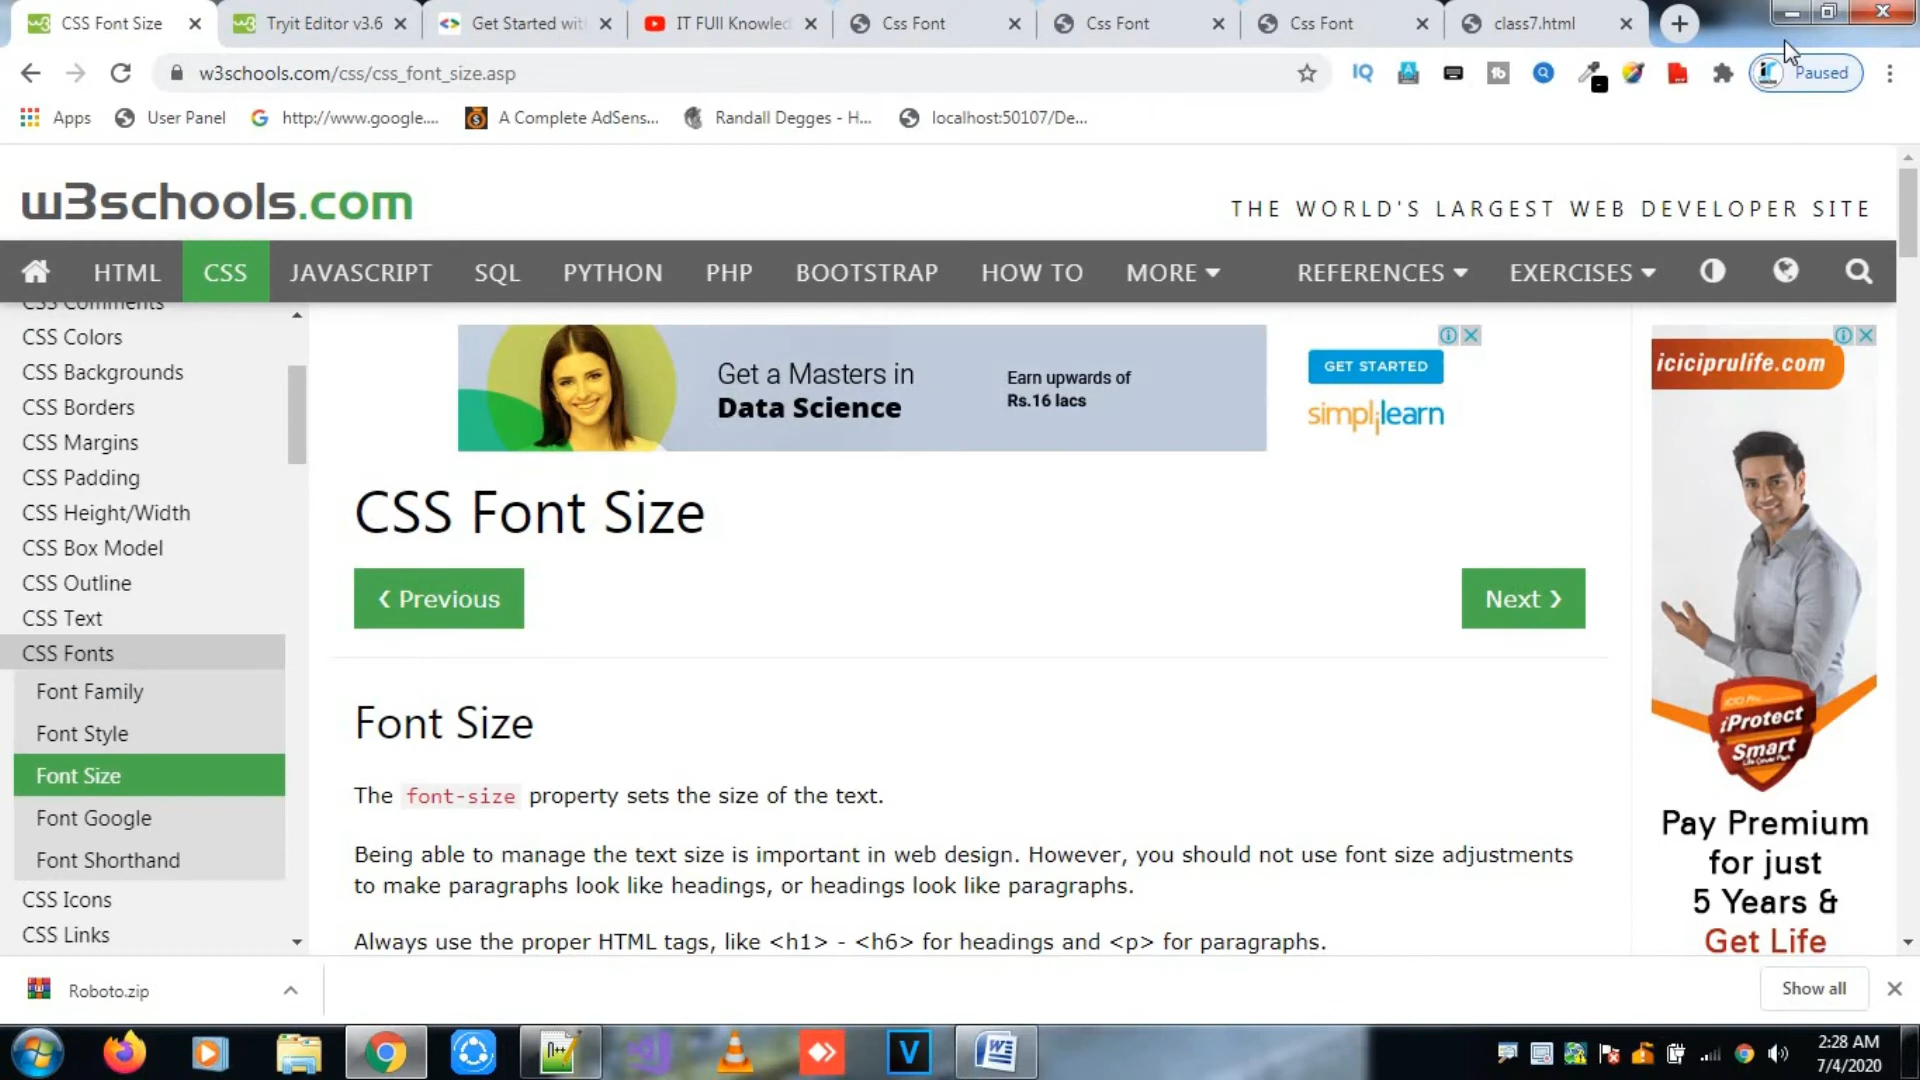 CSS Font Size
Tryit Editor v3.6
Get Started wit
IT FUll Knowled
Css Font
Css Font
Css Font
class7.html
w3schools.com/css/css_font_size.asp
Paused
Apps
User Panel
http://www.google....
A Complete AdSens...
Randall Degges - H...
localhost:50107/De...
w3schools.com
THE WORLD'S LARGEST WEB DEVELOPER SITE
HTML
CSS
JAVASCRIPT
SQL
PYTHON
PHP
BOOTSTRAP
HOW TO
MORE
REFERENCES
EXERCISES
CSS Comments
CSS Colors
CSS Backgrounds
CSS Borders
CSS Margins
CSS Padding
CSS Height/Width
CSS Box Model
CSS Outline
CSS Text
CSS Fonts
Font Family
Font Style
Font Size
Font Google
Font Shorthand
CSS Icons
CSS Links
Get a Masters in
Data Science
Earn upwards of
Rs.16 lacs
GET STARTED
simplilearn
CSS Font Size
❮ Previous
Next ❯
Font Size
The font-size property sets the size of the text.
Being able to manage the text size is important in web design. However, you should not use font size adjustments
to make paragraphs look like headings, or headings look like paragraphs.
Always use the proper HTML tags, like <h1> - <h6> for headings and <p> for paragraphs.
iciciprulife.com
iProtect
Smart
Pay Premium
for just
5 Years &
Get Life
Roboto.zip
Show all
2:28 AM
7/4/2020